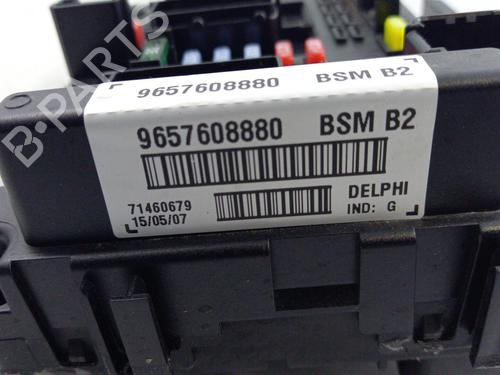 9657608880 BSM B2
9657608880 BSM B2
71460679 DELPHI
15/05/07 IND: G
B-PARTS